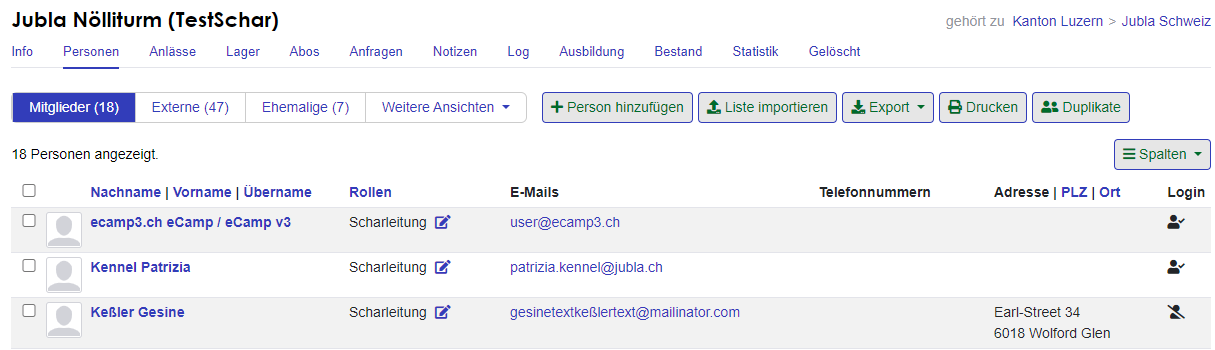 Jubla Nölliturm (TestSchar)
gehört zu Kanton Luzern > Jubla Schweiz
Info Personen Anlässe Lager Abos Anfragen Notizen Log Ausbildung Bestand Statistik Gelöscht
Mitglieder (18) Externe (47) Ehemalige (7) Weitere Ansichten Person hinzufügen Liste importieren Export Drucken Duplikate
18 Personen angezeigt. Spalten
Nachname | Vorname | Übername Rollen E-Mails Telefonnummern Adresse | PLZ | Ort Login
ecamp3.ch eCamp / eCamp v3 Scharleitung user@ecamp3.ch
Kennel Patrizia Scharleitung patrizia.kennel@jubla.ch
Keßler Gesine Scharleitung gesinetextkeßlertext@mailinator.com Earl-Street 34
6018 Wolford Glen